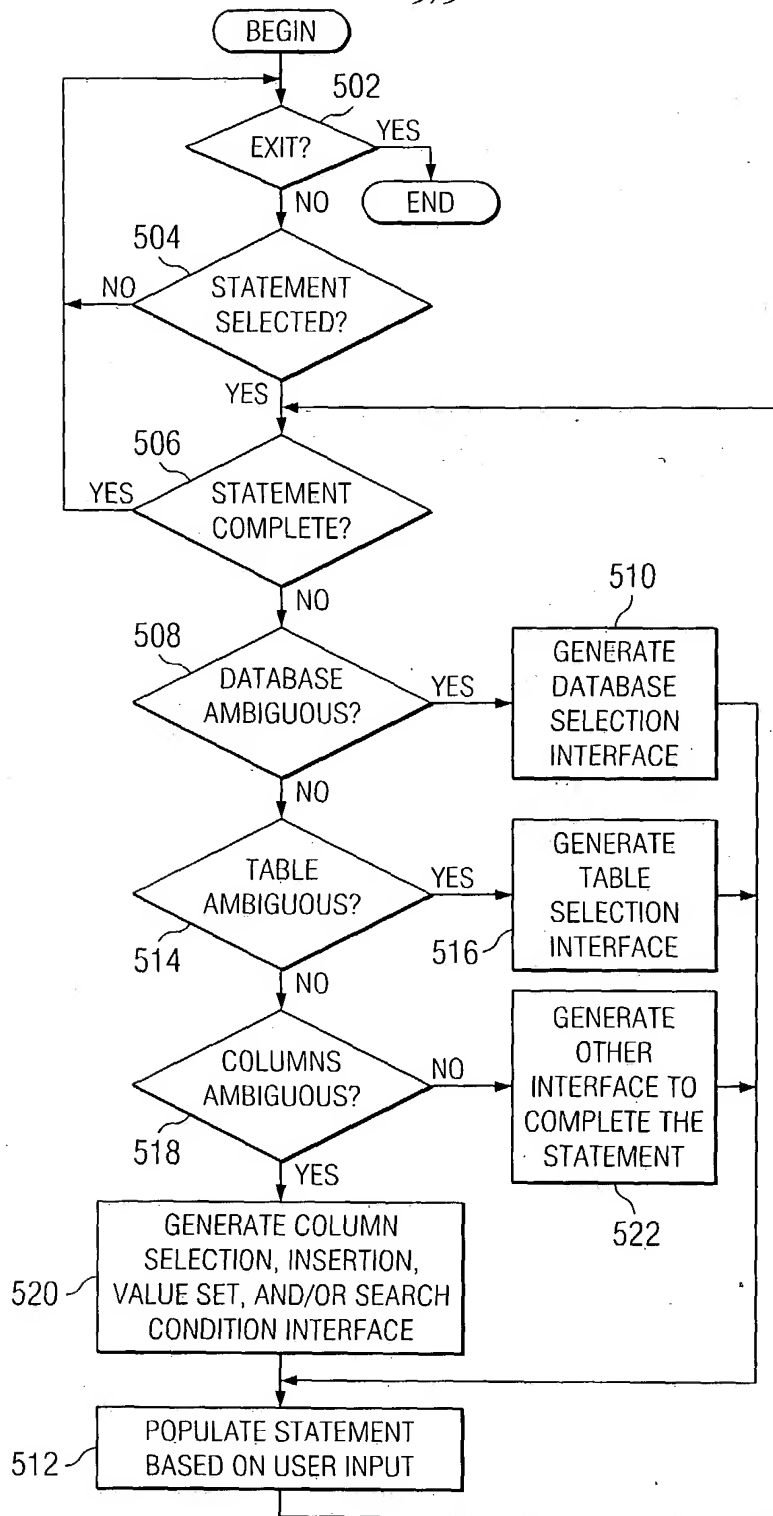 BEGIN
502
EXIT?
YES
END
NO
504
NO
STATEMENT
SELECTED?
YES
506
YES
STATEMENT
COMPLETE?
NO
508
DATABASE
AMBIGUOUS?
YES
510
GENERATE
DATABASE
SELECTION
INTERFACE
NO
TABLE
AMBIGUOUS?
514
YES
516
GENERATE
TABLE
SELECTION
INTERFACE
NO
COLUMNS
AMBIGUOUS?
518
NO
GENERATE
OTHER
INTERFACE TO
COMPLETE THE
STATEMENT
522
YES
520
GENERATE COLUMN
SELECTION, INSERTION,
VALUE SET, AND/OR SEARCH
CONDITION INTERFACE
512
POPULATE STATEMENT
BASED ON USER INPUT